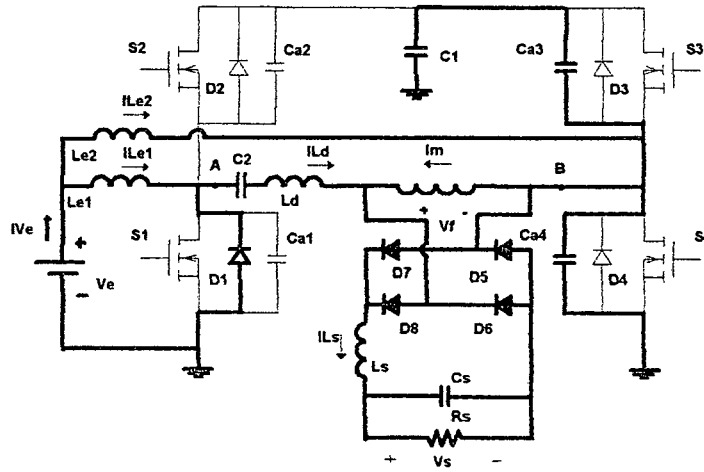 S2
D2
Ca2
C1
Ca3
D3
S3
ILe2
Le2
ILe1
Le1
A
C2
ILd
Ld
Im
B
+ Vf -
IVe
+
Ve
-
S1
D1
Ca1
D7
D5
Ca4
D4
S
D8
D6
ILs
Ls
Cs
Rs
+ Vs -